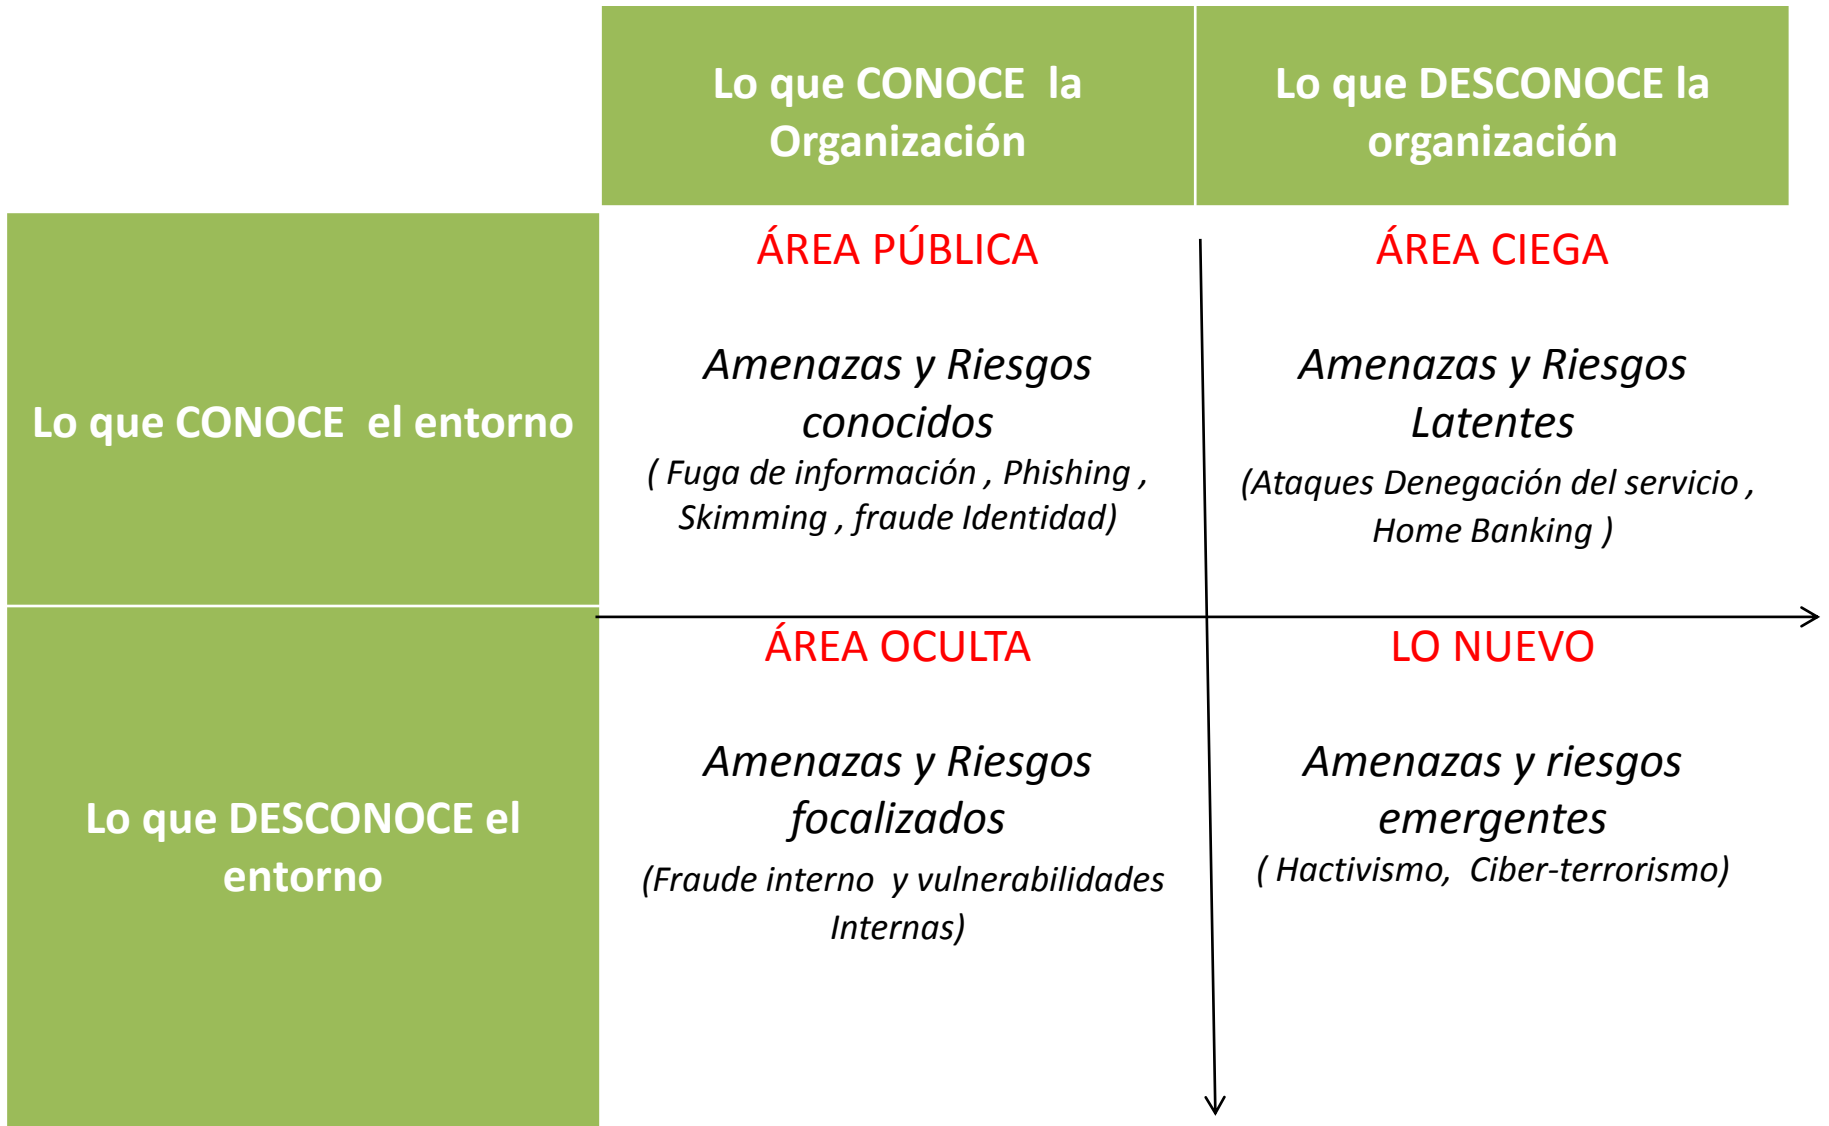 Lo que CONOCE la
Organización
Lo que DESCONOCE la
organización
Lo que CONOCE el entorno
ÁREA PÚBLICA
Amenazas y Riesgos
conocidos
( Fuga de información , Phishing ,
Skimming , fraude Identidad)
ÁREA CIEGA
Amenazas y Riesgos
Latentes
(Ataques Denegación del servicio ,
Home Banking )
Lo que DESCONOCE el
entorno
ÁREA OCULTA
Amenazas y Riesgos
focalizados
(Fraude interno y vulnerabilidades
Internas)
LO NUEVO
Amenazas y riesgos
emergentes
( Hactivismo, Ciber-terrorismo)